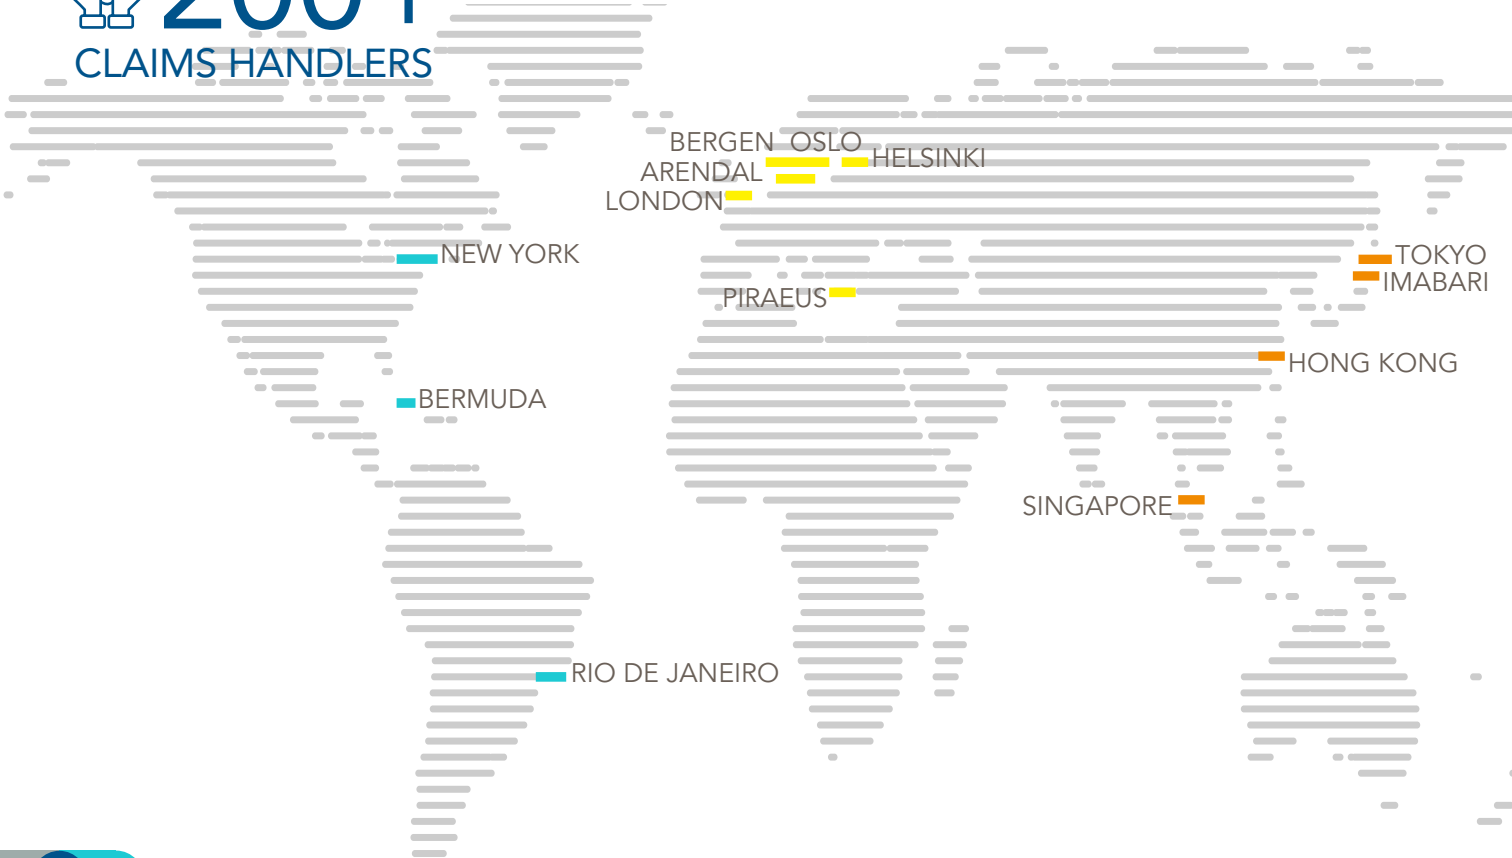 200+
CLAIMS HANDLERS
BERGEN OSLO
HELSINKI
ARENDAL
LONDON
NEW YORK
TOKYO
IMABARI
PIRAEUS
HONG KONG
BERMUDA
SINGAPORE
RIO DE JANEIRO